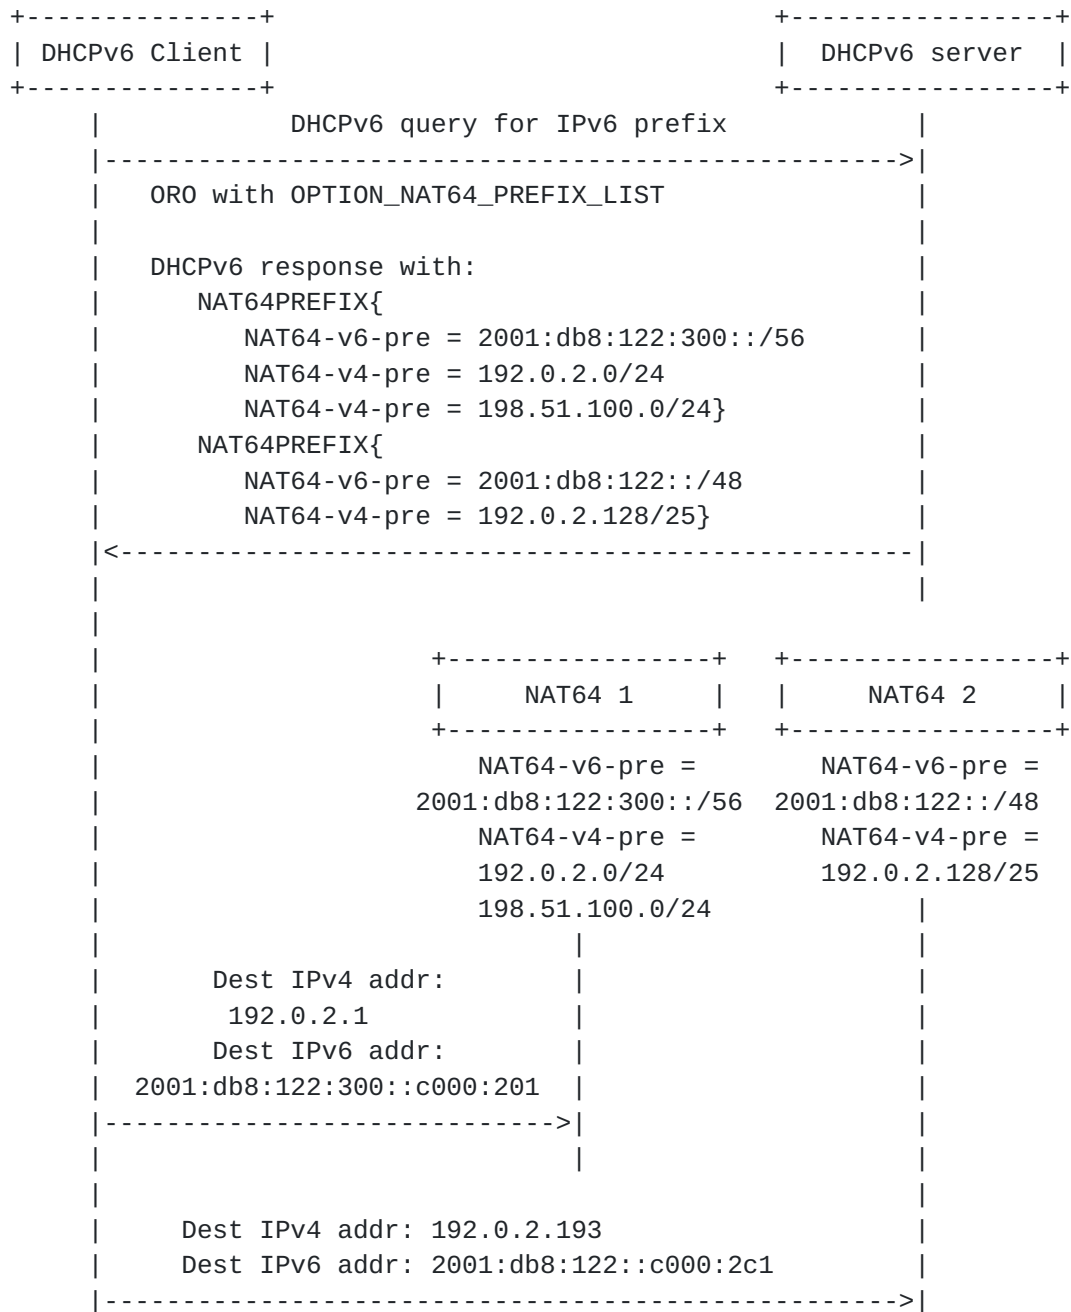 DHCPv6 Client    DHCPv6 server
DHCPv6 query for IPv6 prefix
ORO with OPTION_NAT64_PREFIX_LIST
DHCPv6 response with:
NAT64PREFIX{
NAT64-v6-pre = 2001:db8:122:300::/56
NAT64-v4-pre = 192.0.2.0/24
NAT64-v4-pre = 198.51.100.0/24}
NAT64PREFIX{
NAT64-v6-pre = 2001:db8:122::/48
NAT64-v4-pre = 192.0.2.128/25}
NAT64 1    NAT64 2
NAT64-v6-pre =    NAT64-v6-pre =
2001:db8:122:300::/56    2001:db8:122::/48
NAT64-v4-pre =    NAT64-v4-pre =
192.0.2.0/24    192.0.2.128/25
198.51.100.0/24
Dest IPv4 addr:
192.0.2.1
Dest IPv6 addr:
2001:db8:122:300::c000:201
Dest IPv4 addr: 192.0.2.193
Dest IPv6 addr: 2001:db8:122::c000:2c1